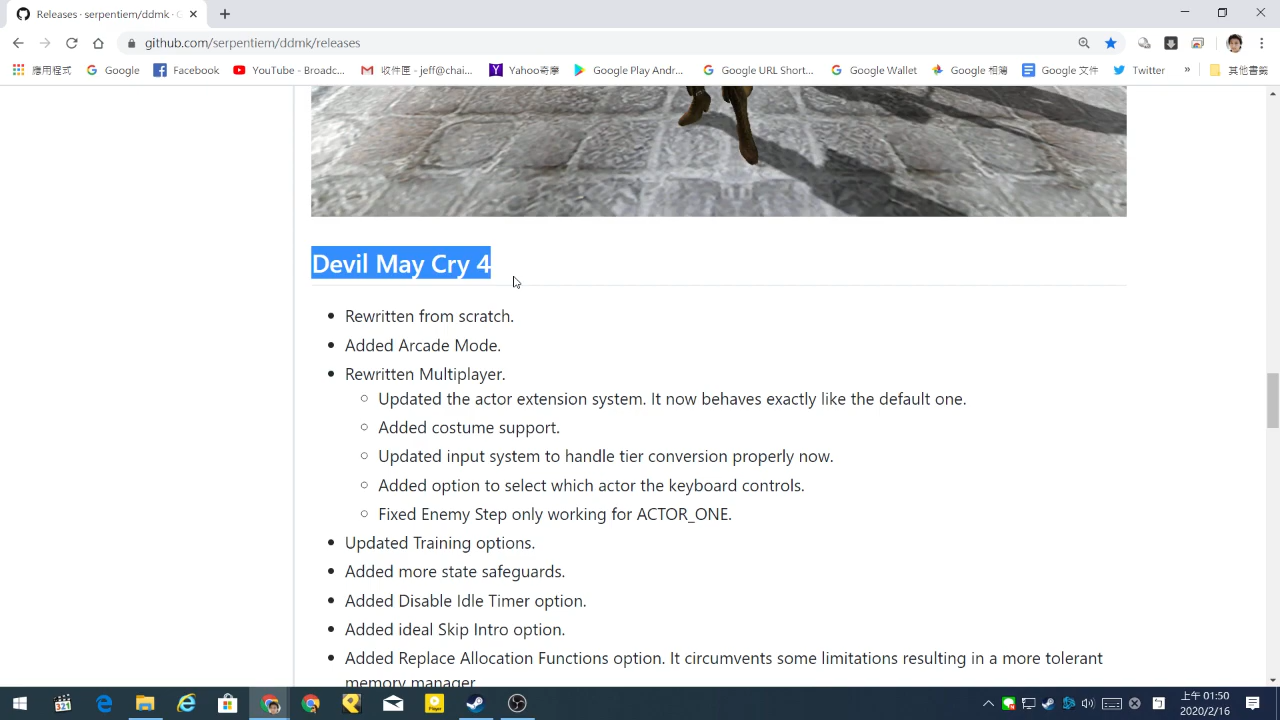 Releases · serpentiem/ddmk · G
github.com/serpentiem/ddmk/releases
應用程式 Google Facebook YouTube - Broadc... 收件匣 - jeff@chai... Yahoo奇摩 Google Play Andr... Google URL Short... Google Wallet Google 相簿 Google 文件 Twitter » 其他書籤
Devil May Cry 4
Rewritten from scratch.
Added Arcade Mode.
Rewritten Multiplayer.
Updated the actor extension system. It now behaves exactly like the default one.
Added costume support.
Updated input system to handle tier conversion properly now.
Added option to select which actor the keyboard controls.
Fixed Enemy Step only working for ACTOR_ONE.
Updated Training options.
Added more state safeguards.
Added Disable Idle Timer option.
Added ideal Skip Intro option.
Added Replace Allocation Functions option. It circumvents some limitations resulting in a more tolerant
memory manager.
上午 01:50
2020/2/16